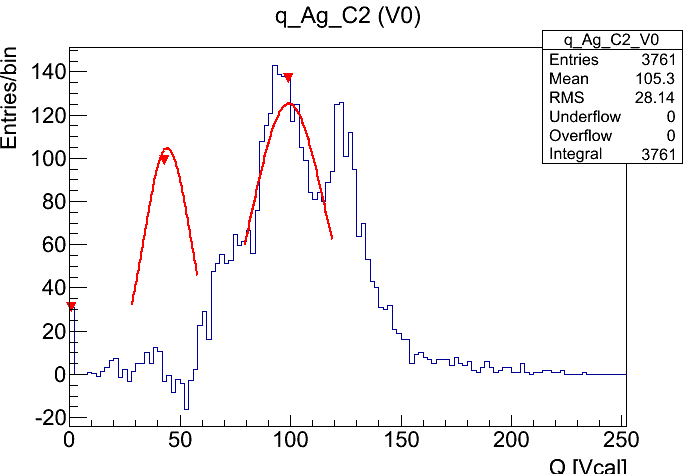 q_Ag_C2 (V0)
q_Ag_C2_V0
Entries 3761
Mean 105.3
RMS 28.14
Underflow 0
Overflow 0
Integral 3761
Entries/bin
140
120
100
80
60
40
20
0
-20
0 50 100 150 200 250
Q [Vcal]